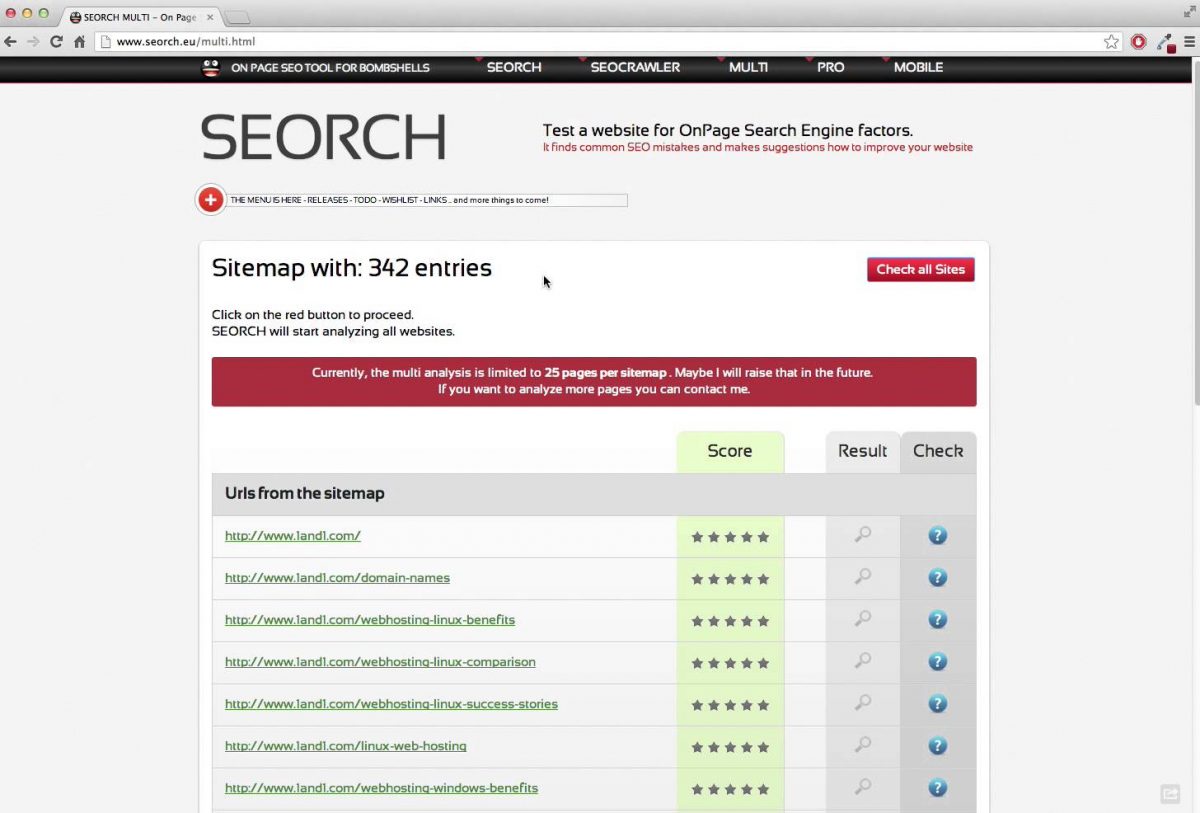 SEORCH MULTI – On Page
www.seorch.eu/multi.html
ON PAGE SEO TOOL FOR BOMBSHELLS SEORCH SEOCRAWLER MULTI PRO MOBILE
SEORCH
Test a website for OnPage Search Engine factors.
It finds common SEO mistakes and makes suggestions how to improve your website
THE MENU IS HERE - RELEASES - TODO - WISHLIST - LINKS .. and more things to come!
Sitemap with: 342 entries
Check all Sites
Click on the red button to proceed.
SEORCH will start analyzing all websites.
Currently, the multi analysis is limited to 25 pages per sitemap . Maybe I will raise that in the future.
If you want to analyze more pages you can contact me.
Score Result Check
Urls from the sitemap
http://www.1and1.com/
http://www.1and1.com/domain-names
http://www.1and1.com/webhosting-linux-benefits
http://www.1and1.com/webhosting-linux-comparison
http://www.1and1.com/webhosting-linux-success-stories
http://www.1and1.com/linux-web-hosting
http://www.1and1.com/webhosting-windows-benefits